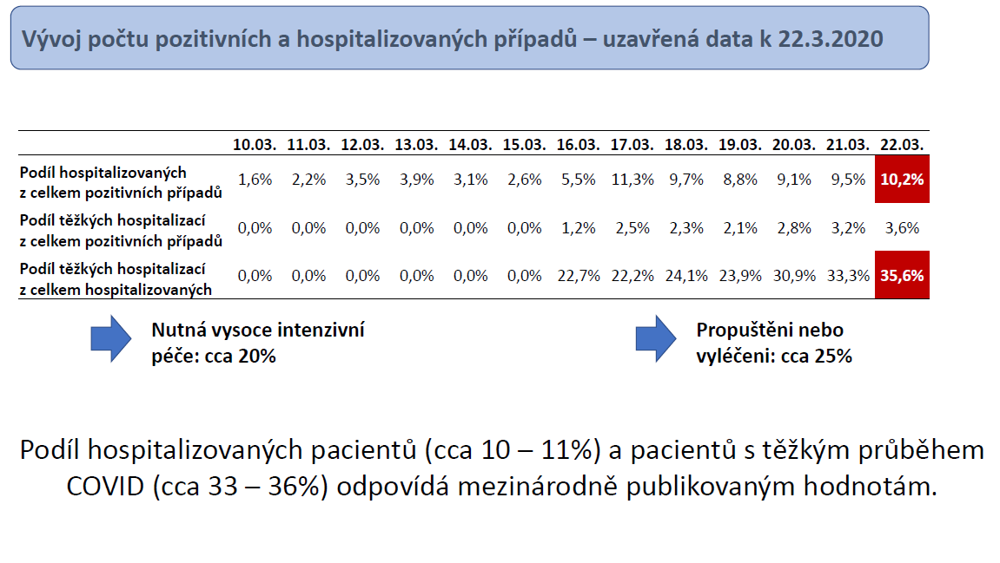 Vývoj počtu pozitivních a hospitalizovaných případů – uzavřená data k 22.3.2020
10.03. 11.03. 12.03. 13.03. 14.03. 15.03. 16.03. 17.03. 18.03. 19.03. 20.03. 21.03. 22.03.
Podíl hospitalizovaných
z celkem pozitivních případů
1,6% 2,2% 3,5% 3,9% 3,1% 2,6% 5,5% 11,3% 9,7% 8,8% 9,1% 9,5% 10,2%
Podíl těžkých hospitalizací
z celkem pozitivních případů
0,0% 0,0% 0,0% 0,0% 0,0% 0,0% 1,2% 2,5% 2,3% 2,1% 2,8% 3,2% 3,6%
Podíl těžkých hospitalizací
z celkem hospitalizovaných
0,0% 0,0% 0,0% 0,0% 0,0% 0,0% 22,7% 22,2% 24,1% 23,9% 30,9% 33,3% 35,6%
Nutná vysoce intenzivní
péče: cca 20%
Propuštěni nebo
vyléčeni: cca 25%
Podíl hospitalizovaných pacientů (cca 10 – 11%) a pacientů s těžkým průběhem
COVID (cca 33 – 36%) odpovídá mezinárodně publikovaným hodnotám.